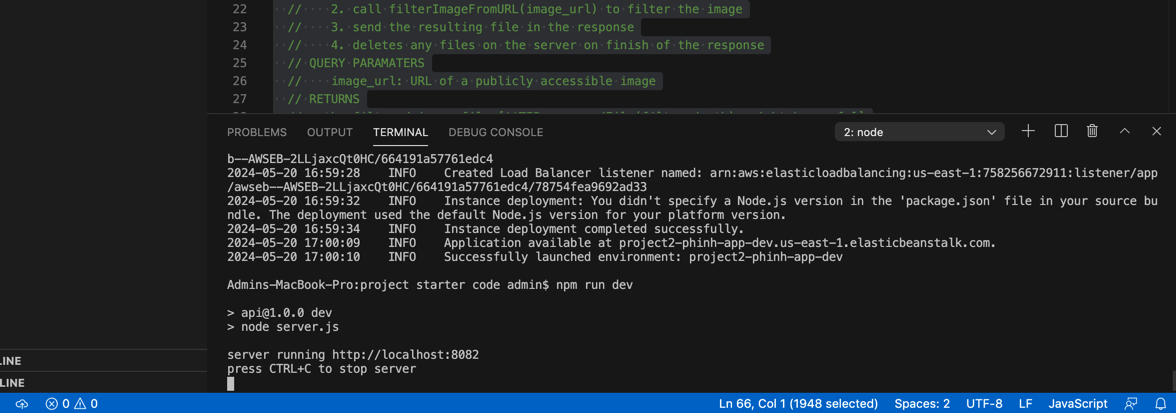 22 // ····2. call filterImageFromURL(image_url) to filter the image
23 // ····3. send the resulting file in the response
24 // ····4. deletes any files on the server on finish of the response
25 // QUERY PARAMATERS
26 //    image_url: URL of a publicly accessible image
27 // RETURNS
PROBLEMS OUTPUT TERMINAL DEBUG CONSOLE 2: node
b--AWSEB-2LLjaxcQt0HC/664191a57761edc4
2024-05-20 16:59:28 INFO Created Load Balancer listener named: arn:aws:elasticloadbalancing:us-east-1:758256672911:listener/app
/awseb--AWSEB-2LLjaxcQt0HC/664191a57761edc4/78754fea9692ad33
2024-05-20 16:59:32 INFO Instance deployment: You didn't specify a Node.js version in the 'package.json' file in your source bu
ndle. The deployment used the default Node.js version for your platform version.
2024-05-20 16:59:34 INFO Instance deployment completed successfully.
2024-05-20 17:00:09 INFO Application available at project2-phinh-app-dev.us-east-1.elasticbeanstalk.com.
2024-05-20 17:00:10 INFO Successfully launched environment: project2-phinh-app-dev
Admins-MacBook-Pro:project starter code admin$ npm run dev
> api@1.0.0 dev
> node server.js
LINE
server running http://localhost:8082
press CTRL+C to stop server
LINE
0 0 Ln 66, Col 1 (1948 selected) Spaces: 2 UTF-8 LF JavaScript